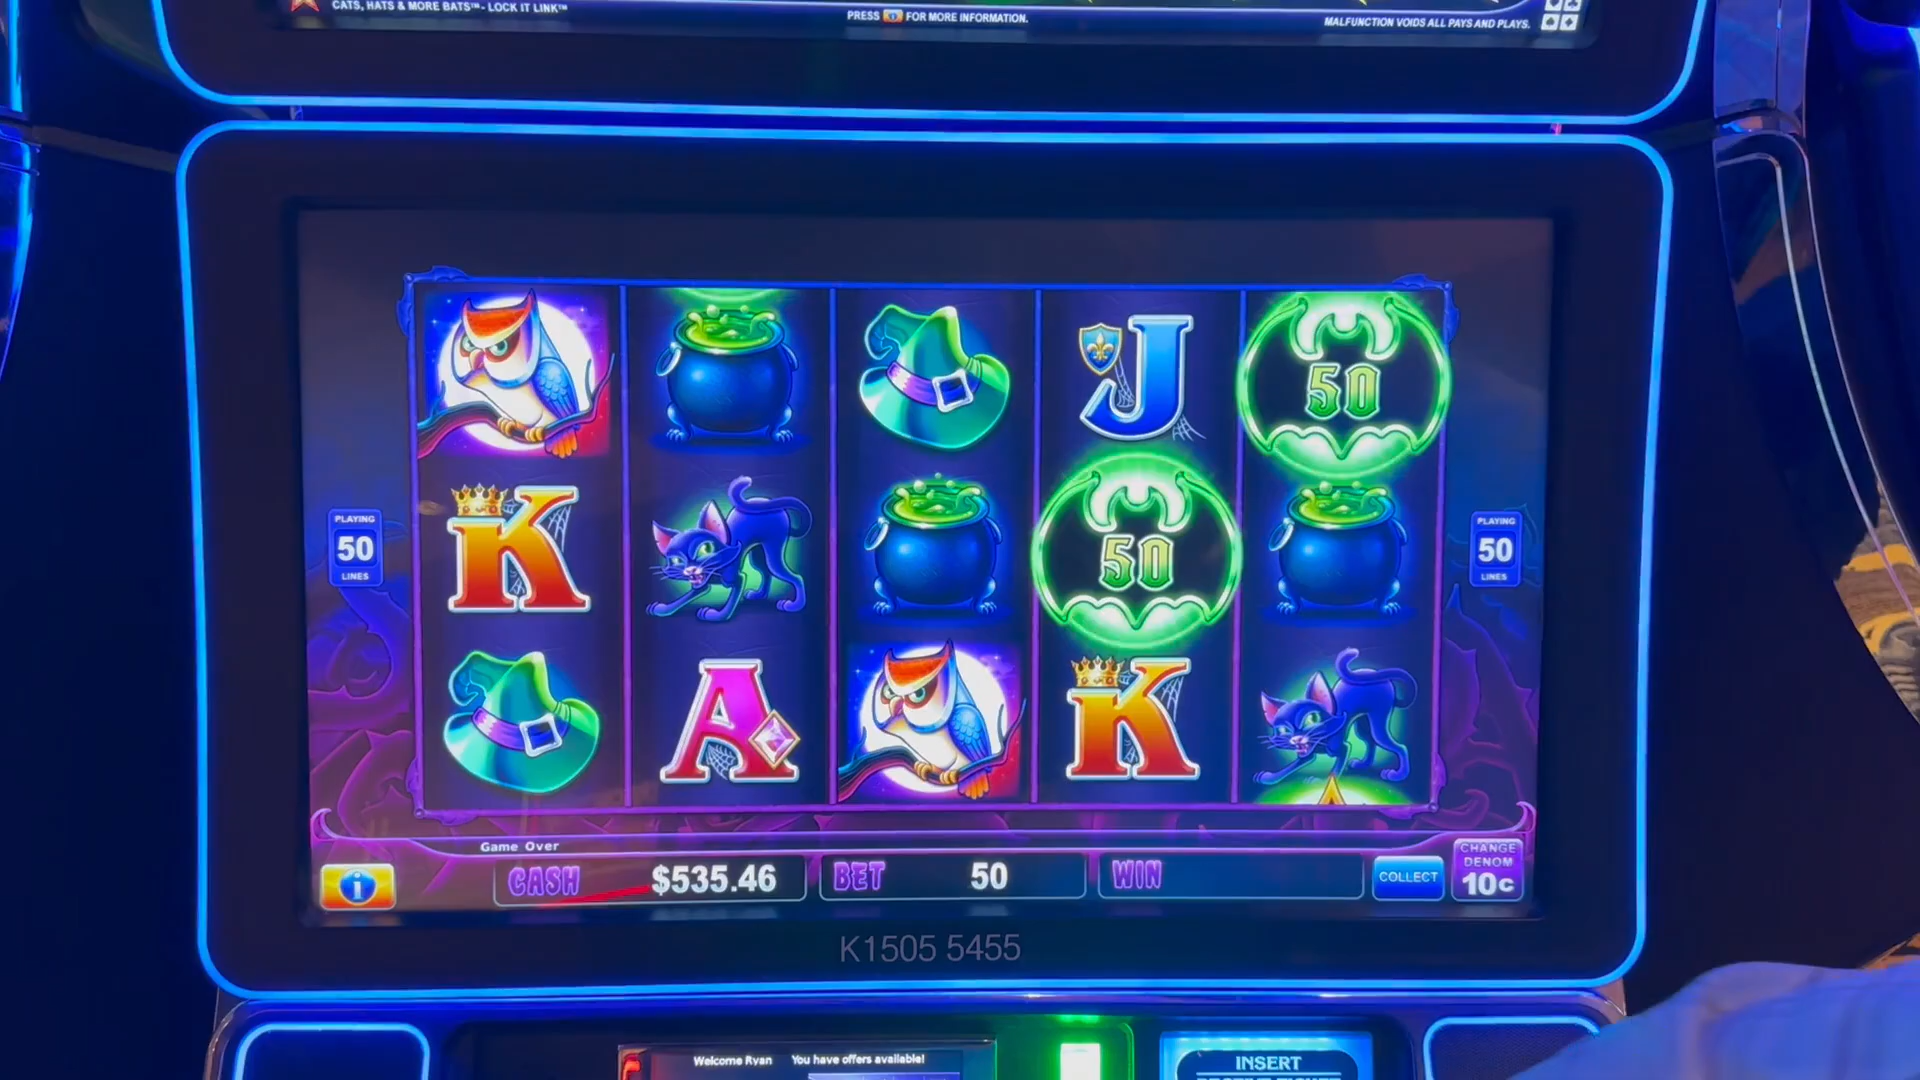 CATS, HATS & MORE BATS™ - LOCK IT LINK™
PRESS i FOR MORE INFORMATION.
MALFUNCTION VOIDS ALL PAYS AND PLAYS.
J
50
PLAYING
50
LINES
K
50
PLAYING
50
LINES
A
K
Game Over
i
CASH $535.46
BET 50
WIN
COLLECT
CHANGE
DENOM
10¢
K1505 5455
Welcome Ryan You have offers available!
INSERT